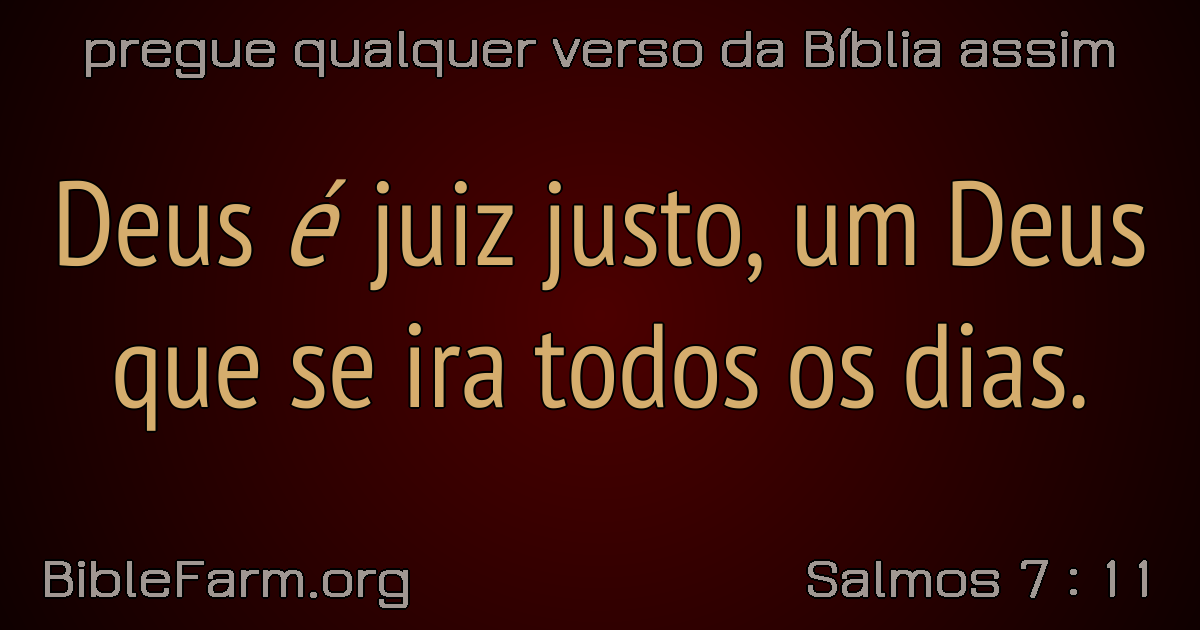 pregue qualquer verso da Bíblia assim
Deus é juiz justo, um Deus
que se ira todos os dias.
BibleFarm.org
Salmos 7 : 11